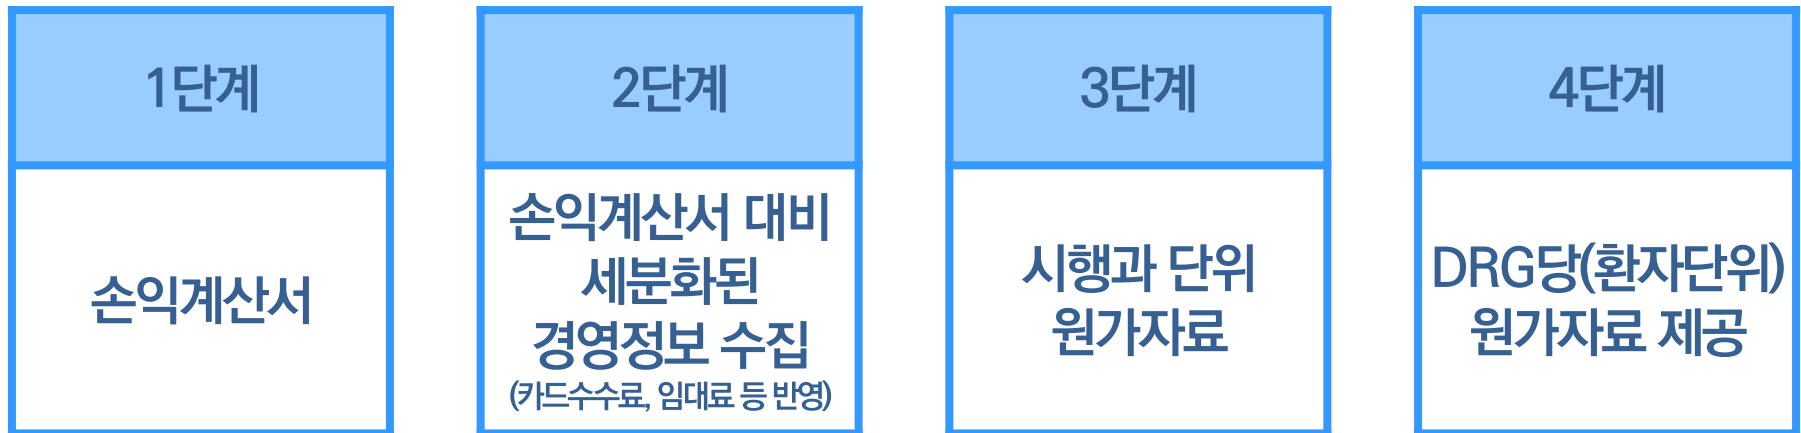 1단계
손익계산서
2단계
손익계산서 대비
세분화된
경영정보 수집
(카드수수료, 임대료 등 반영)
3단계
시행과 단위
원가자료
4단계
DRG당(환자단위)
원가자료 제공